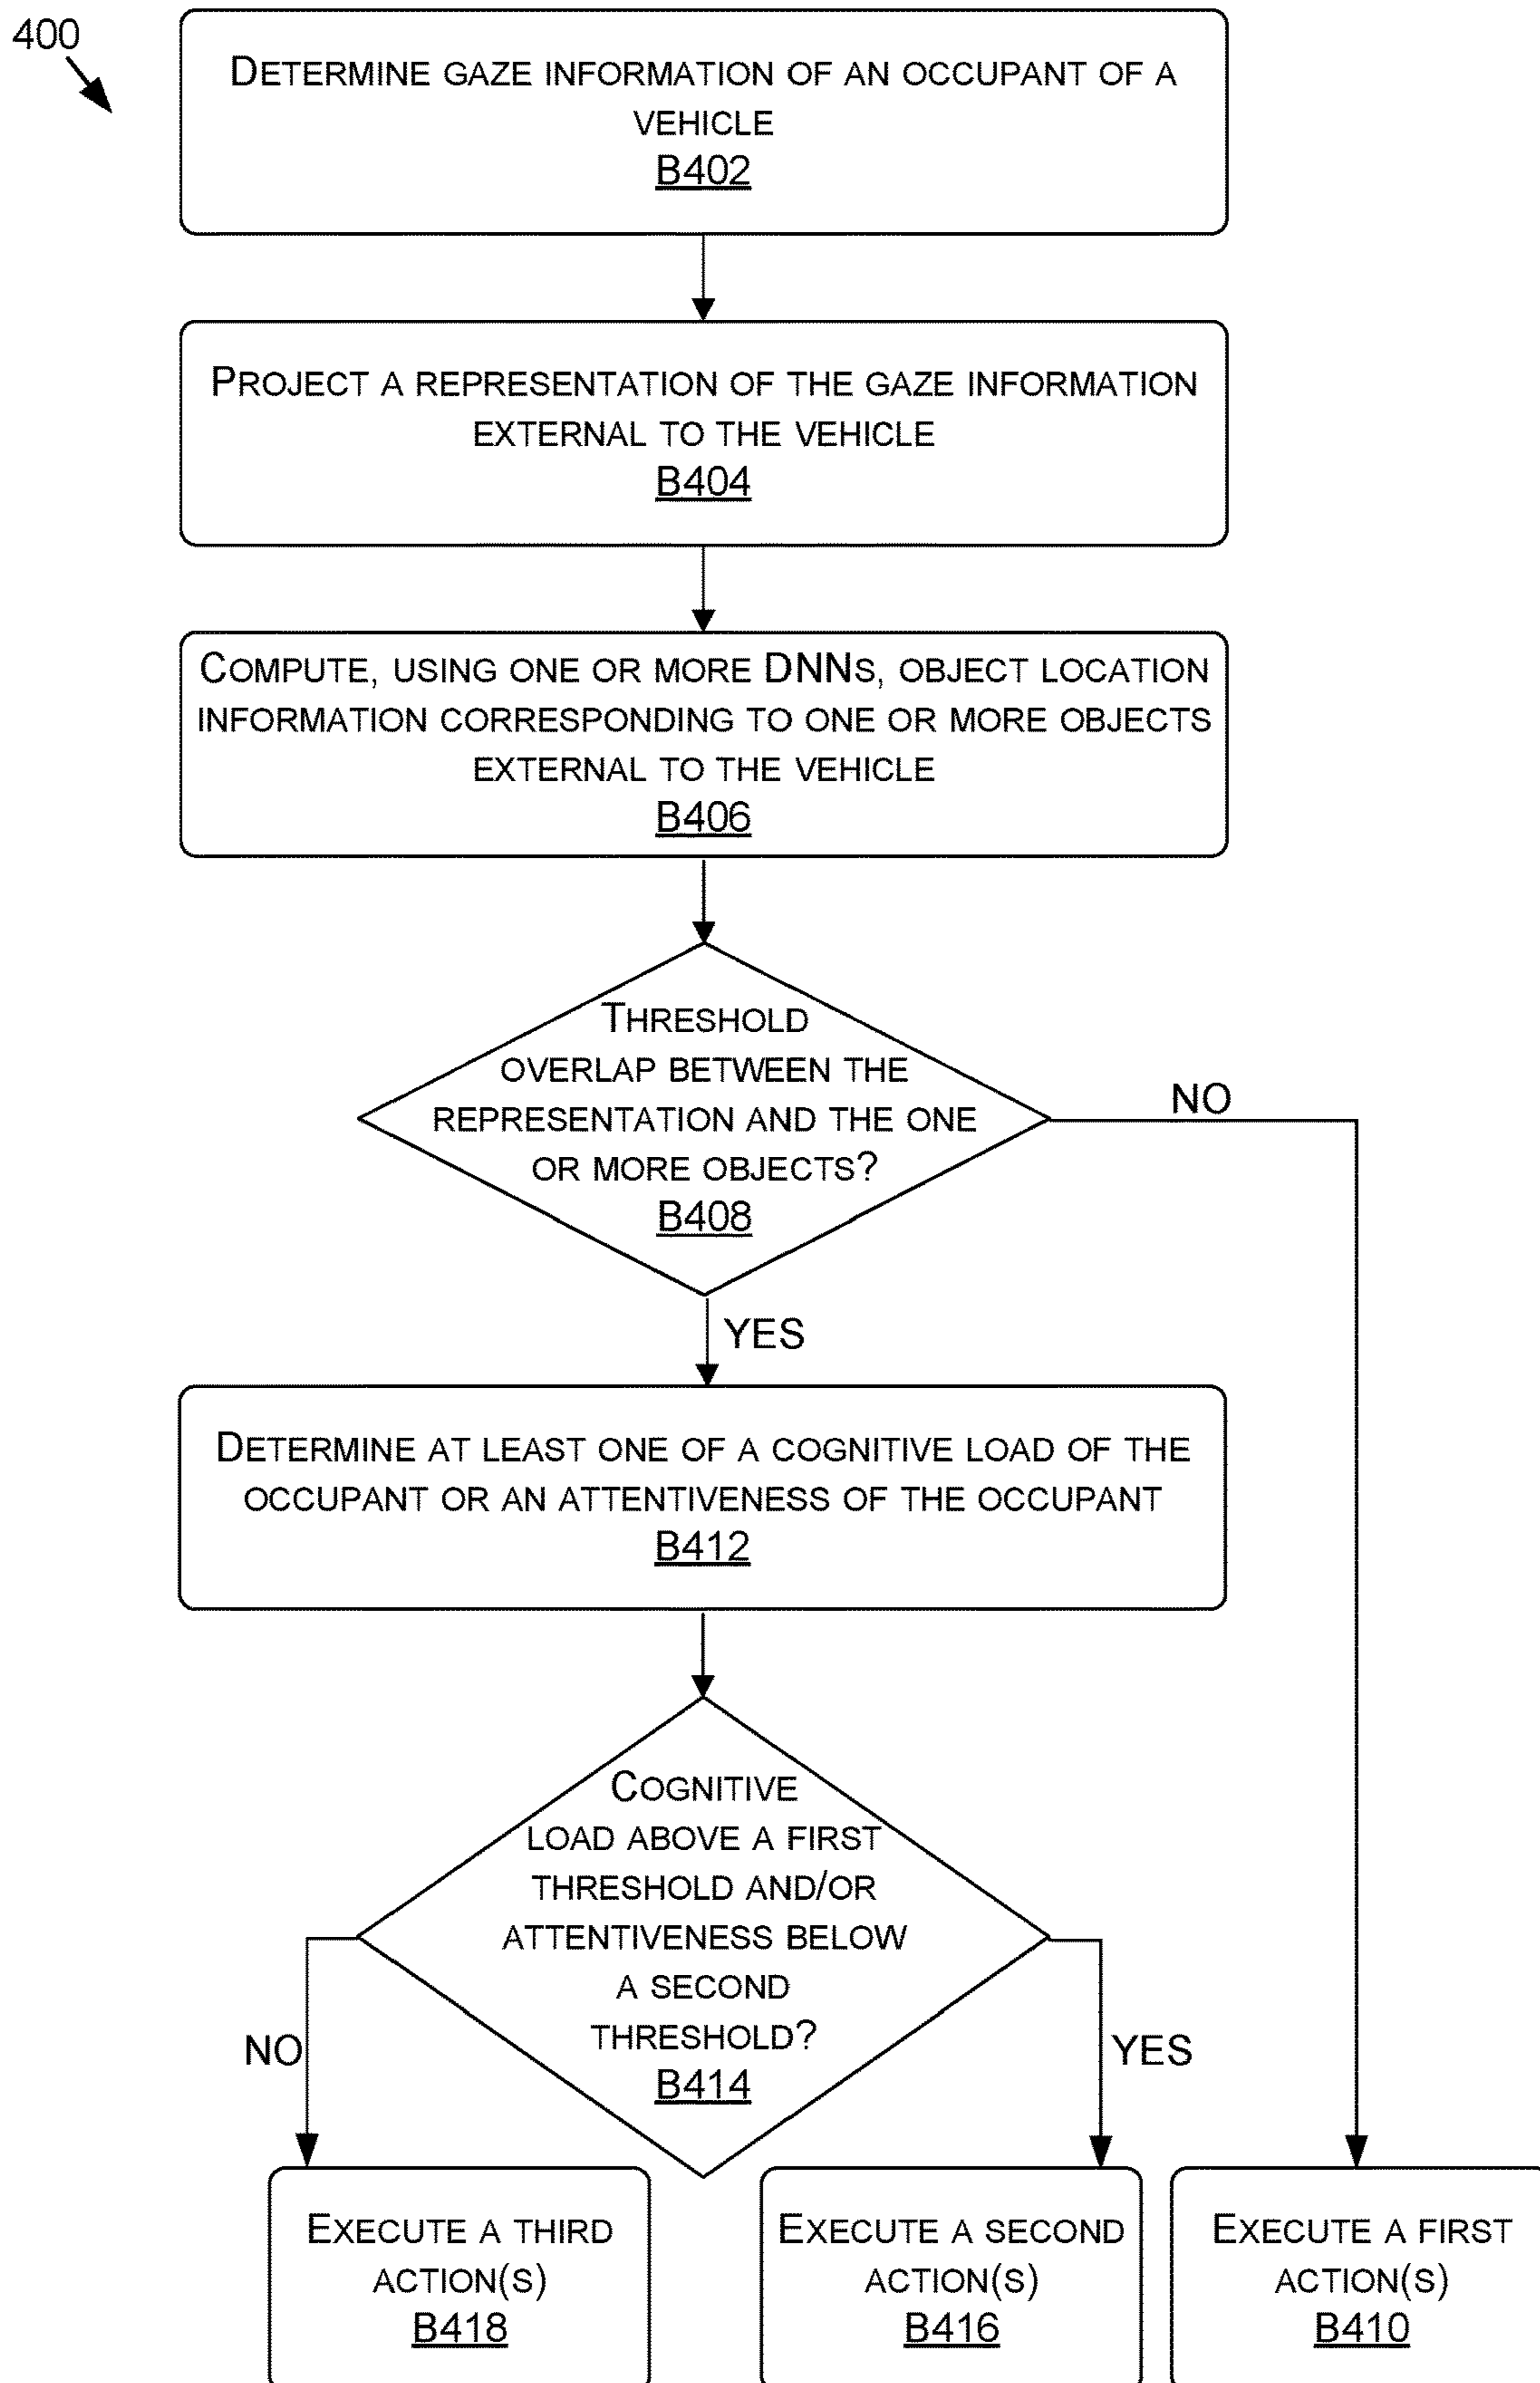 400
DETERMINE GAZE INFORMATION OF AN OCCUPANT OF A
VEHICLE
B402
PROJECT A REPRESENTATION OF THE GAZE INFORMATION
EXTERNAL TO THE VEHICLE
B404
COMPUTE, USING ONE OR MORE DNNS, OBJECT LOCATION
INFORMATION CORRESPONDING TO ONE OR MORE OBJECTS
EXTERNAL TO THE VEHICLE
B406
THRESHOLD
OVERLAP BETWEEN THE
REPRESENTATION AND THE ONE
OR MORE OBJECTS?
B408
NO
YES
DETERMINE AT LEAST ONE OF A COGNITIVE LOAD OF THE
OCCUPANT OR AN ATTENTIVENESS OF THE OCCUPANT
B412
COGNITIVE
LOAD ABOVE A FIRST
THRESHOLD AND/OR
ATTENTIVENESS BELOW
A SECOND
THRESHOLD?
B414
NO
YES
EXECUTE A THIRD
ACTION(S)
B418
EXECUTE A SECOND
ACTION(S)
B416
EXECUTE A FIRST
ACTION(S)
B410